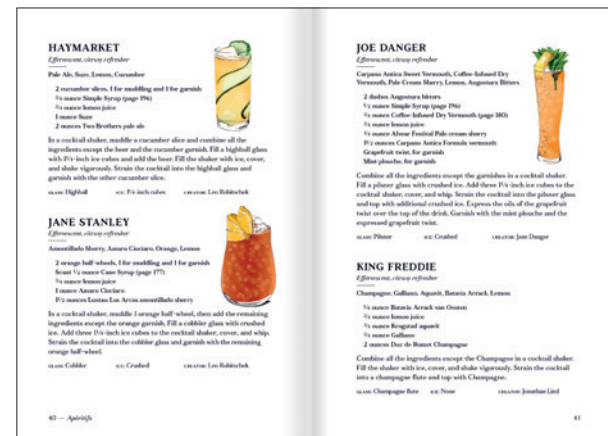 HAYMARKET
Effervescent, citrusy refresher
Pale Ale, Suze, Lemon, Cucumber
2 cucumber slices, 1 for muddling and 1 for garnish
¾ ounce Simple Syrup (page 196)
¾ ounce lemon juice
1 ounce Suze
2 ounces Two Brothers pale ale
In a cocktail shaker, muddle a cucumber slice and combine all the
ingredients except the beer and the cucumber garnish. Fill a highball glass
with 1¼-inch ice cubes and add the beer. Fill the shaker with ice, cover,
and shake vigorously. Strain the cocktail into the highball glass and
garnish with the other cucumber slice.
GLASS: Highball ICE: 1¼-inch cubes CREATOR: Leo Robitschek
JANE STANLEY
Effervescent, citrusy refresher
Amontillado Sherry, Amaro Ciociaro, Orange, Lemon
2 orange half-wheels, 1 for muddling and 1 for garnish
Scant ½ ounce Cane Syrup (page 177)
¾ ounce lemon juice
1 ounce Amaro Ciociaro
1½ ounces Lustau Los Arcos amontillado sherry
In a cocktail shaker, muddle 1 orange half-wheel, then add the remaining
ingredients except the orange garnish. Fill a cobbler glass with crushed
ice. Add three 1¼-inch ice cubes to the cocktail shaker, cover, and whip.
Strain the cocktail into the cobbler glass and garnish with the remaining
orange half-wheel.
GLASS: Cobbler ICE: Crushed CREATOR: Leo Robitschek
40 — Apéritifs
JOE DANGER
Effervescent, citrusy refresher
Carpano Antica Sweet Vermouth, Coffee-Infused Dry
Vermouth, Pale Cream Sherry, Lemon, Angostura Bitters
2 dashes Angostura bitters
½ ounce Simple Syrup (page 196)
¾ ounce Coffee-Infused Dry Vermouth (page 180)
¾ ounce lemon juice
¾ ounce Alvear Festival Pale cream sherry
1½ ounces Carpano Antica Formula vermouth
Grapefruit twist, for garnish
Mint plouche, for garnish
Combine all the ingredients except the garnishes in a cocktail shaker.
Fill a pilsner glass with crushed ice. Add three 1¼-inch ice cubes to the
cocktail shaker, cover, and whip. Strain the cocktail into the pilsner glass
and top with additional crushed ice. Express the oils of the grapefruit
twist over the top of the drink. Garnish with the mint plouche and the
expressed grapefruit twist.
GLASS: Pilsner ICE: Crushed CREATOR: Jane Danger
KING FREDDIE
Effervescent, citrusy refresher
Champagne, Galliano, Aquavit, Batavia Arrack, Lemon
ounce Batavia Arrack van Oosten
ounce lemon juice
ounce Krogstad aquavit
ounce Galliano
2 ounces Duc de Romet Champagne
Combine all the ingredients except the Champagne in a cocktail shaker.
Fill the shaker with ice, cover, and shake vigorously. Strain the cocktail
into a champagne flute and top with Champagne.
GLASS: Champagne flute ICE: None CREATOR: Jonathan Lind
41